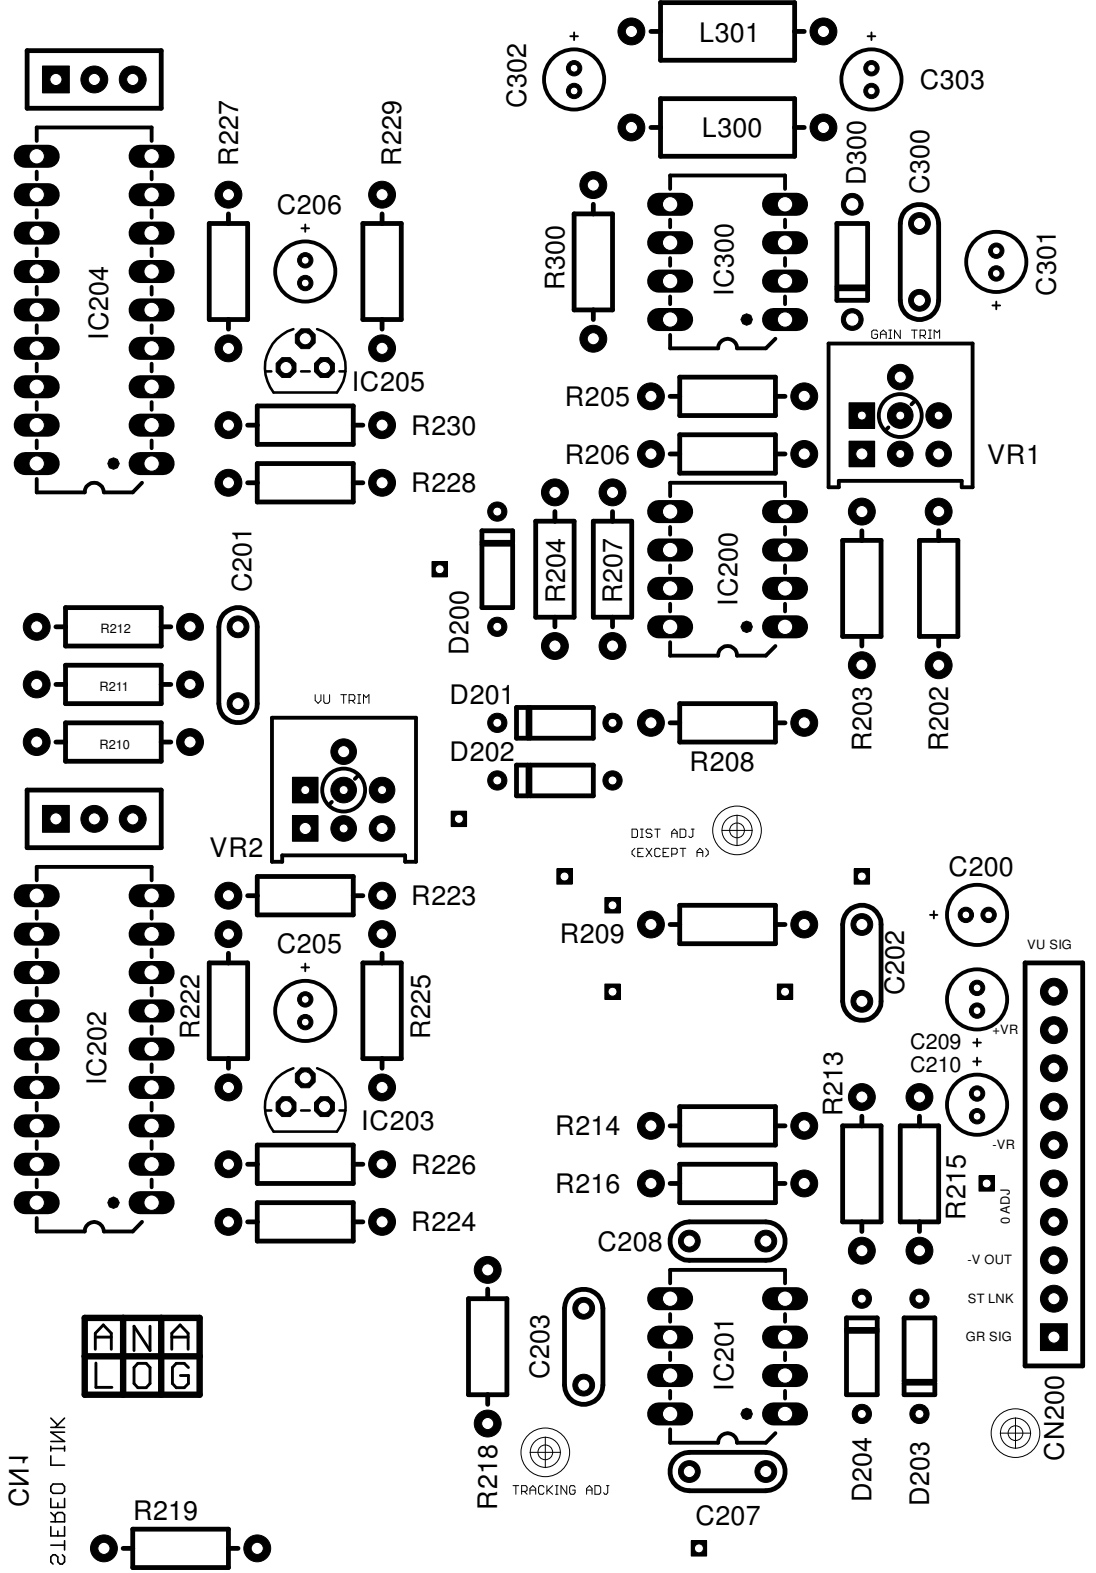 L301
C302
C303
L300
R227
R229
D300
C300
C206
+
R300
IC300
C301
IC204
GAIN TRIM
IC205
R205
R230
R206
VR1
R228
C201
R204
R207
IC200
D200
R212
R211
R210
VU TRIM
D201
D202
R203
R202
R208
VR2
DIST ADJ
(EXCEPT A)
C200
R223
R209
C205
+
C202
VU SIG
R222
R225
+VR
C209 +
C210 +
IC202
R213
IC203
R214
-VR
R226
R216
R215
0 ADJ
R224
C208
-V OUT
ST LNK
C203
IC201
GR SIG
ANA
LOG
CN200
CN1
STEREO LINK
R218
D204
D203
TRACKING ADJ
R219
C207